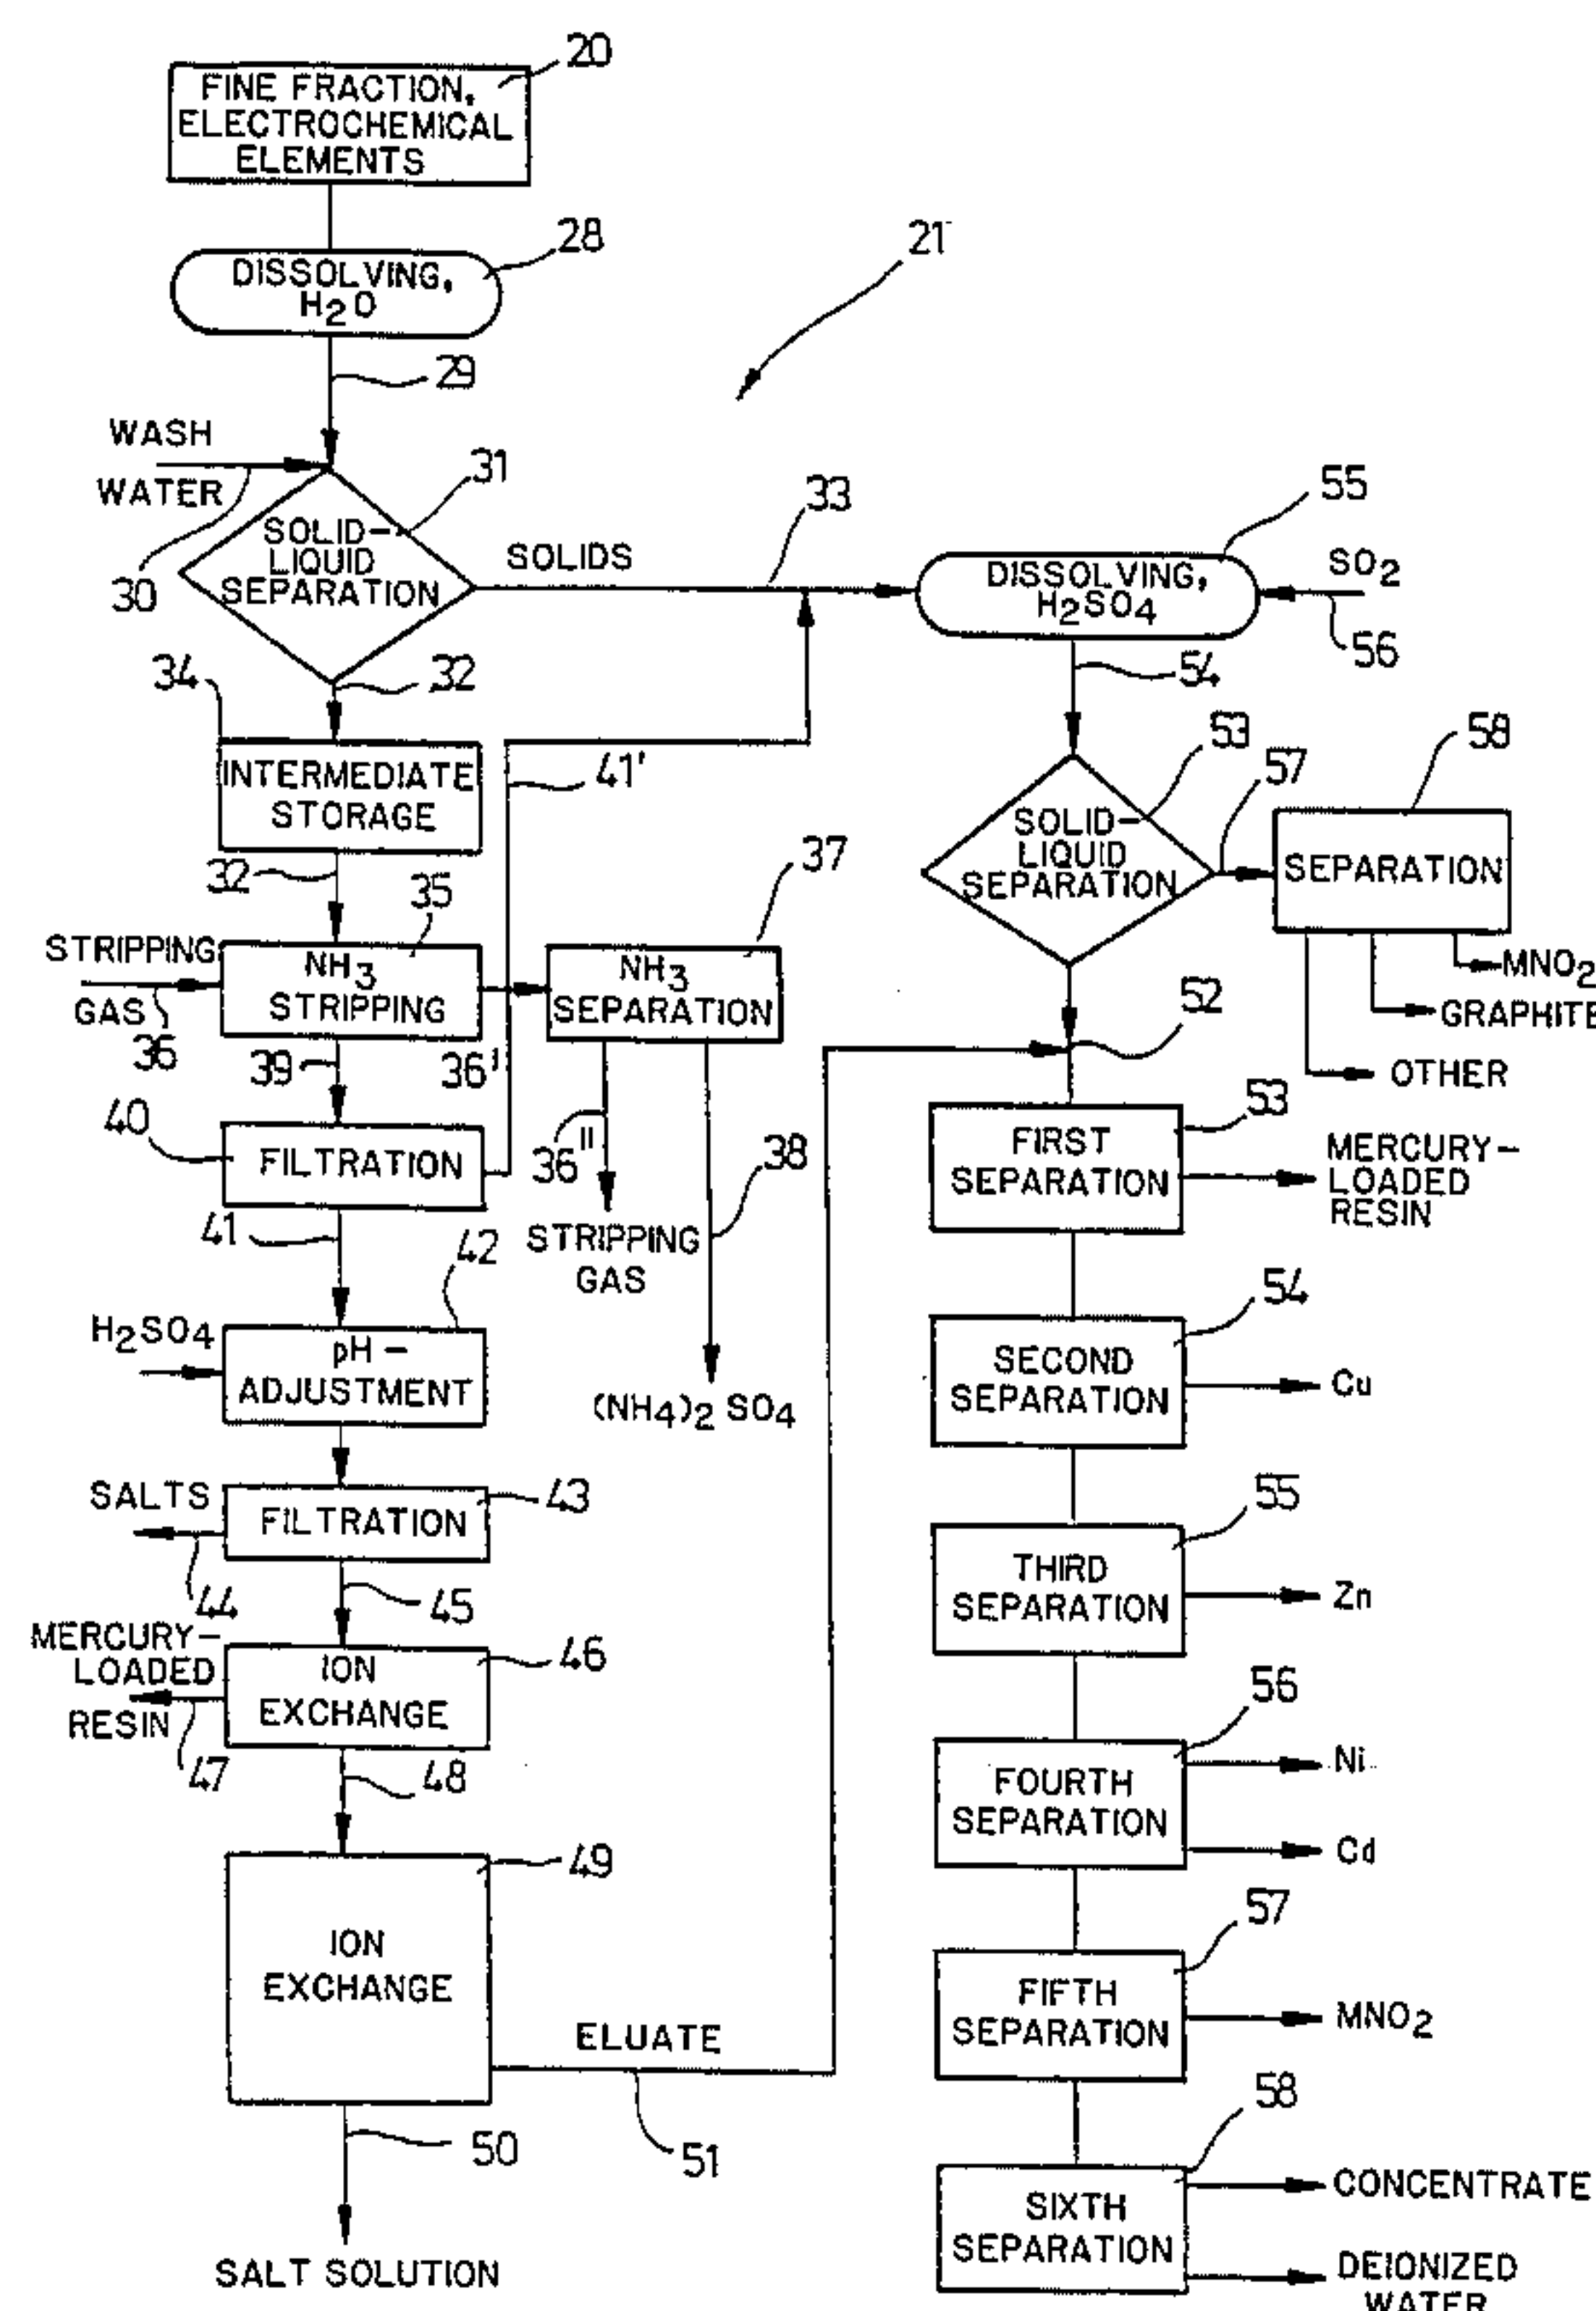 20
FINE FRACTION,
ELECTROCHEMICAL
ELEMENTS
28
DISSOLVING,
H2O
21
29
WASH
WATER
30
31
SOLID-
LIQUID
SEPARATION
SOLIDS
33
55
DISSOLVING,
H2SO4
SO2
56
34
32
54
INTERMEDIATE
STORAGE
41'
53
57
58
SOLID-
LIQUID
SEPARATION
SEPARATION
MNO2
GRAPHITE
OTHER
32
35
37
STRIPPING
GAS
36
NH3
STRIPPING
NH3
SEPARATION
39
36'
52
40
FILTRATION
36"
38
STRIPPING
GAS
53
FIRST
SEPARATION
MERCURY-
LOADED
RESIN
41
42
H2SO4
pH-
ADJUSTMENT
(NH4)2 SO4
54
SECOND
SEPARATION
Cu
SALTS
FILTRATION
43
44
45
55
THIRD
SEPARATION
Zn
MERCURY-
LOADED
RESIN
ION
EXCHANGE
46
47
48
56
FOURTH
SEPARATION
Ni
Cd
49
ION
EXCHANGE
ELUATE
51
50
SALT SOLUTION
57
FIFTH
SEPARATION
MNO2
58
SIXTH
SEPARATION
CONCENTRATE
DEIONIZED
WATER